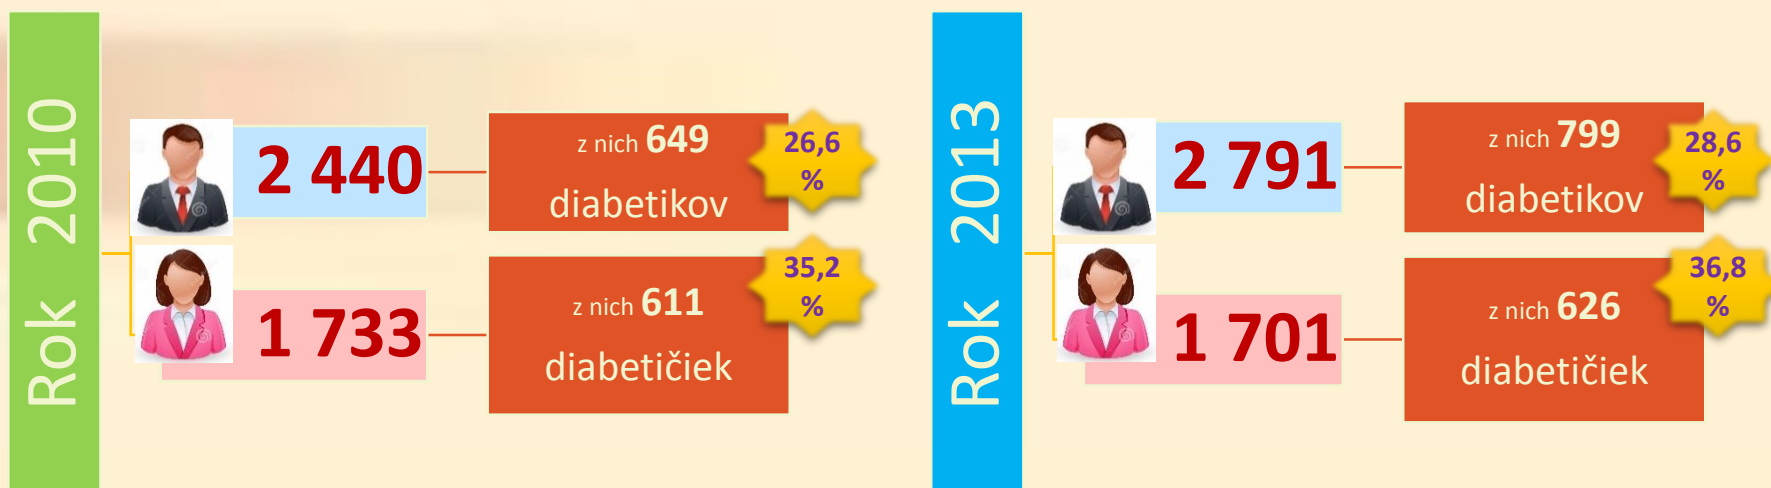 Rok 2010
2 440
z nich 649
diabetikov
26,6
%
1 733
z nich 611
diabetičiek
35,2
%
Rok 2013
2 791
z nich 799
diabetikov
28,6
%
1 701
z nich 626
diabetičiek
36,8
%